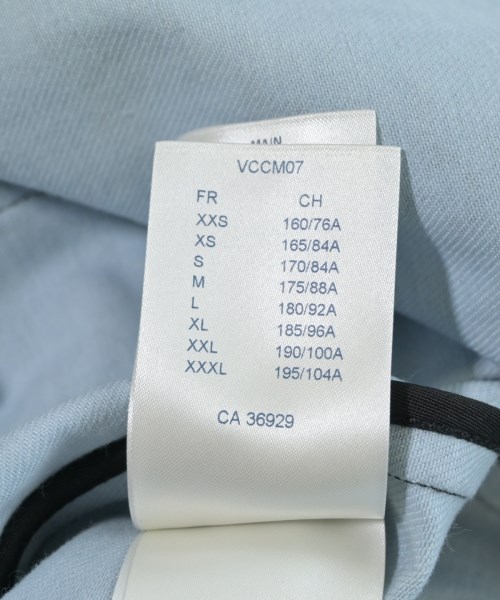 MAIN
VCCM07
FR CH
XXS 160/76A
XS 165/84A
S 170/84A
M 175/88A
L 180/92A
XL 185/96A
XXL 190/100A
XXXL 195/104A
CA 36929